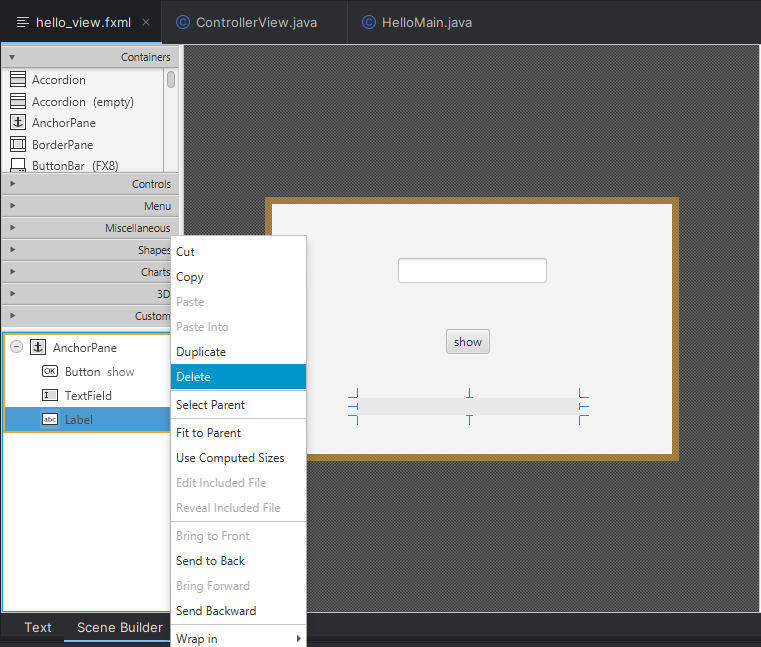 hello_view.fxml
ControllerView.java
HelloMain.java
Containers
Accordion
Accordion (empty)
AnchorPane
BorderPane
ButtonBar (FX8)
Controls
Menu
Miscellaneous
Shapes
Charts
3D
Custom
AnchorPane
OK Button show
TextField
abc Label
Cut
Copy
Paste
Paste Into
Duplicate
Delete
Select Parent
Fit to Parent
Use Computed Sizes
Edit Included File
Reveal Included File
Bring to Front
Send to Back
Bring Forward
Send Backward
Wrap in
show
Text
Scene Builder